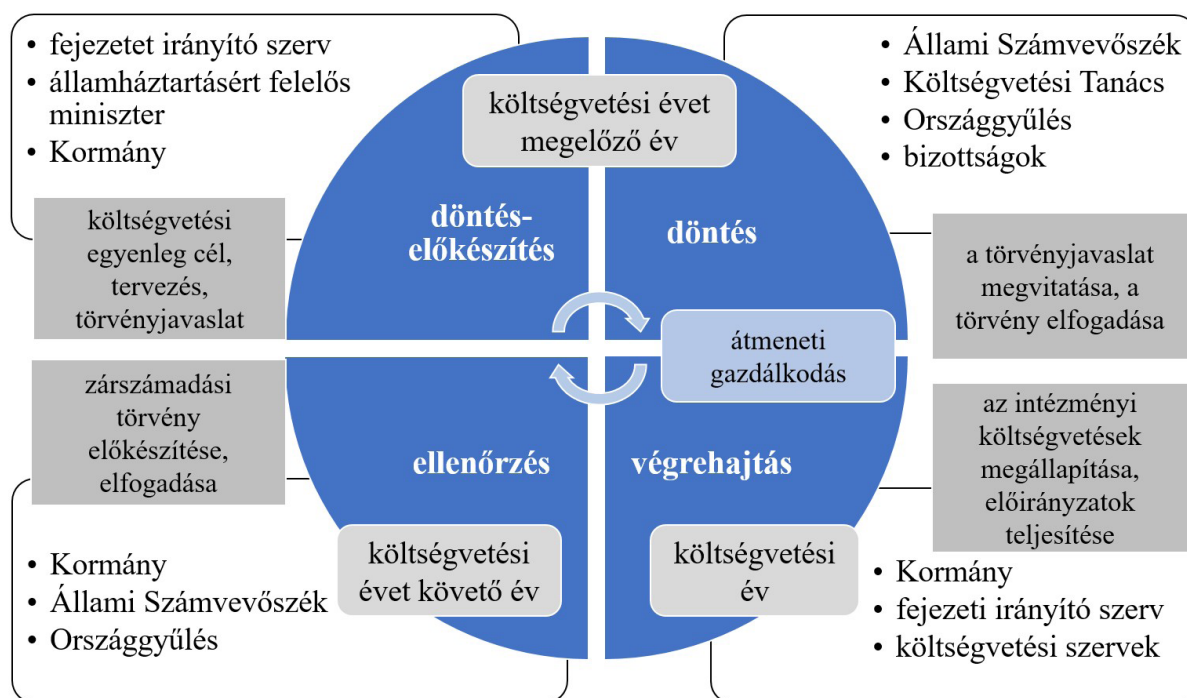 • fejezetet irányító szerv
• államháztartásért felelős
miniszter
• Kormány
költségvetési
egyenleg cél,
tervezés,
törvényjavaslat
költségvetési évet
megelőző év
döntés-
előkészítés
döntés
• Állami Számvevőszék
• Költségvetési Tanács
• Országgyűlés
• bizottságok
a törvényjavaslat
megvitatása, a
törvény elfogadása
átmeneti
gazdálkodás
zárszámadási
törvény
előkészítése,
elfogadása
ellenőrzés
végrehajtás
az intézményi
költségvetések
megállapítása,
előirányzatok
teljesítése
• Kormány
• Állami Számvevőszék
• Országgyűlés
költségvetési
évet követő év
költségvetési
év
• Kormány
• fejezeti irányító szerv
• költségvetési szervek